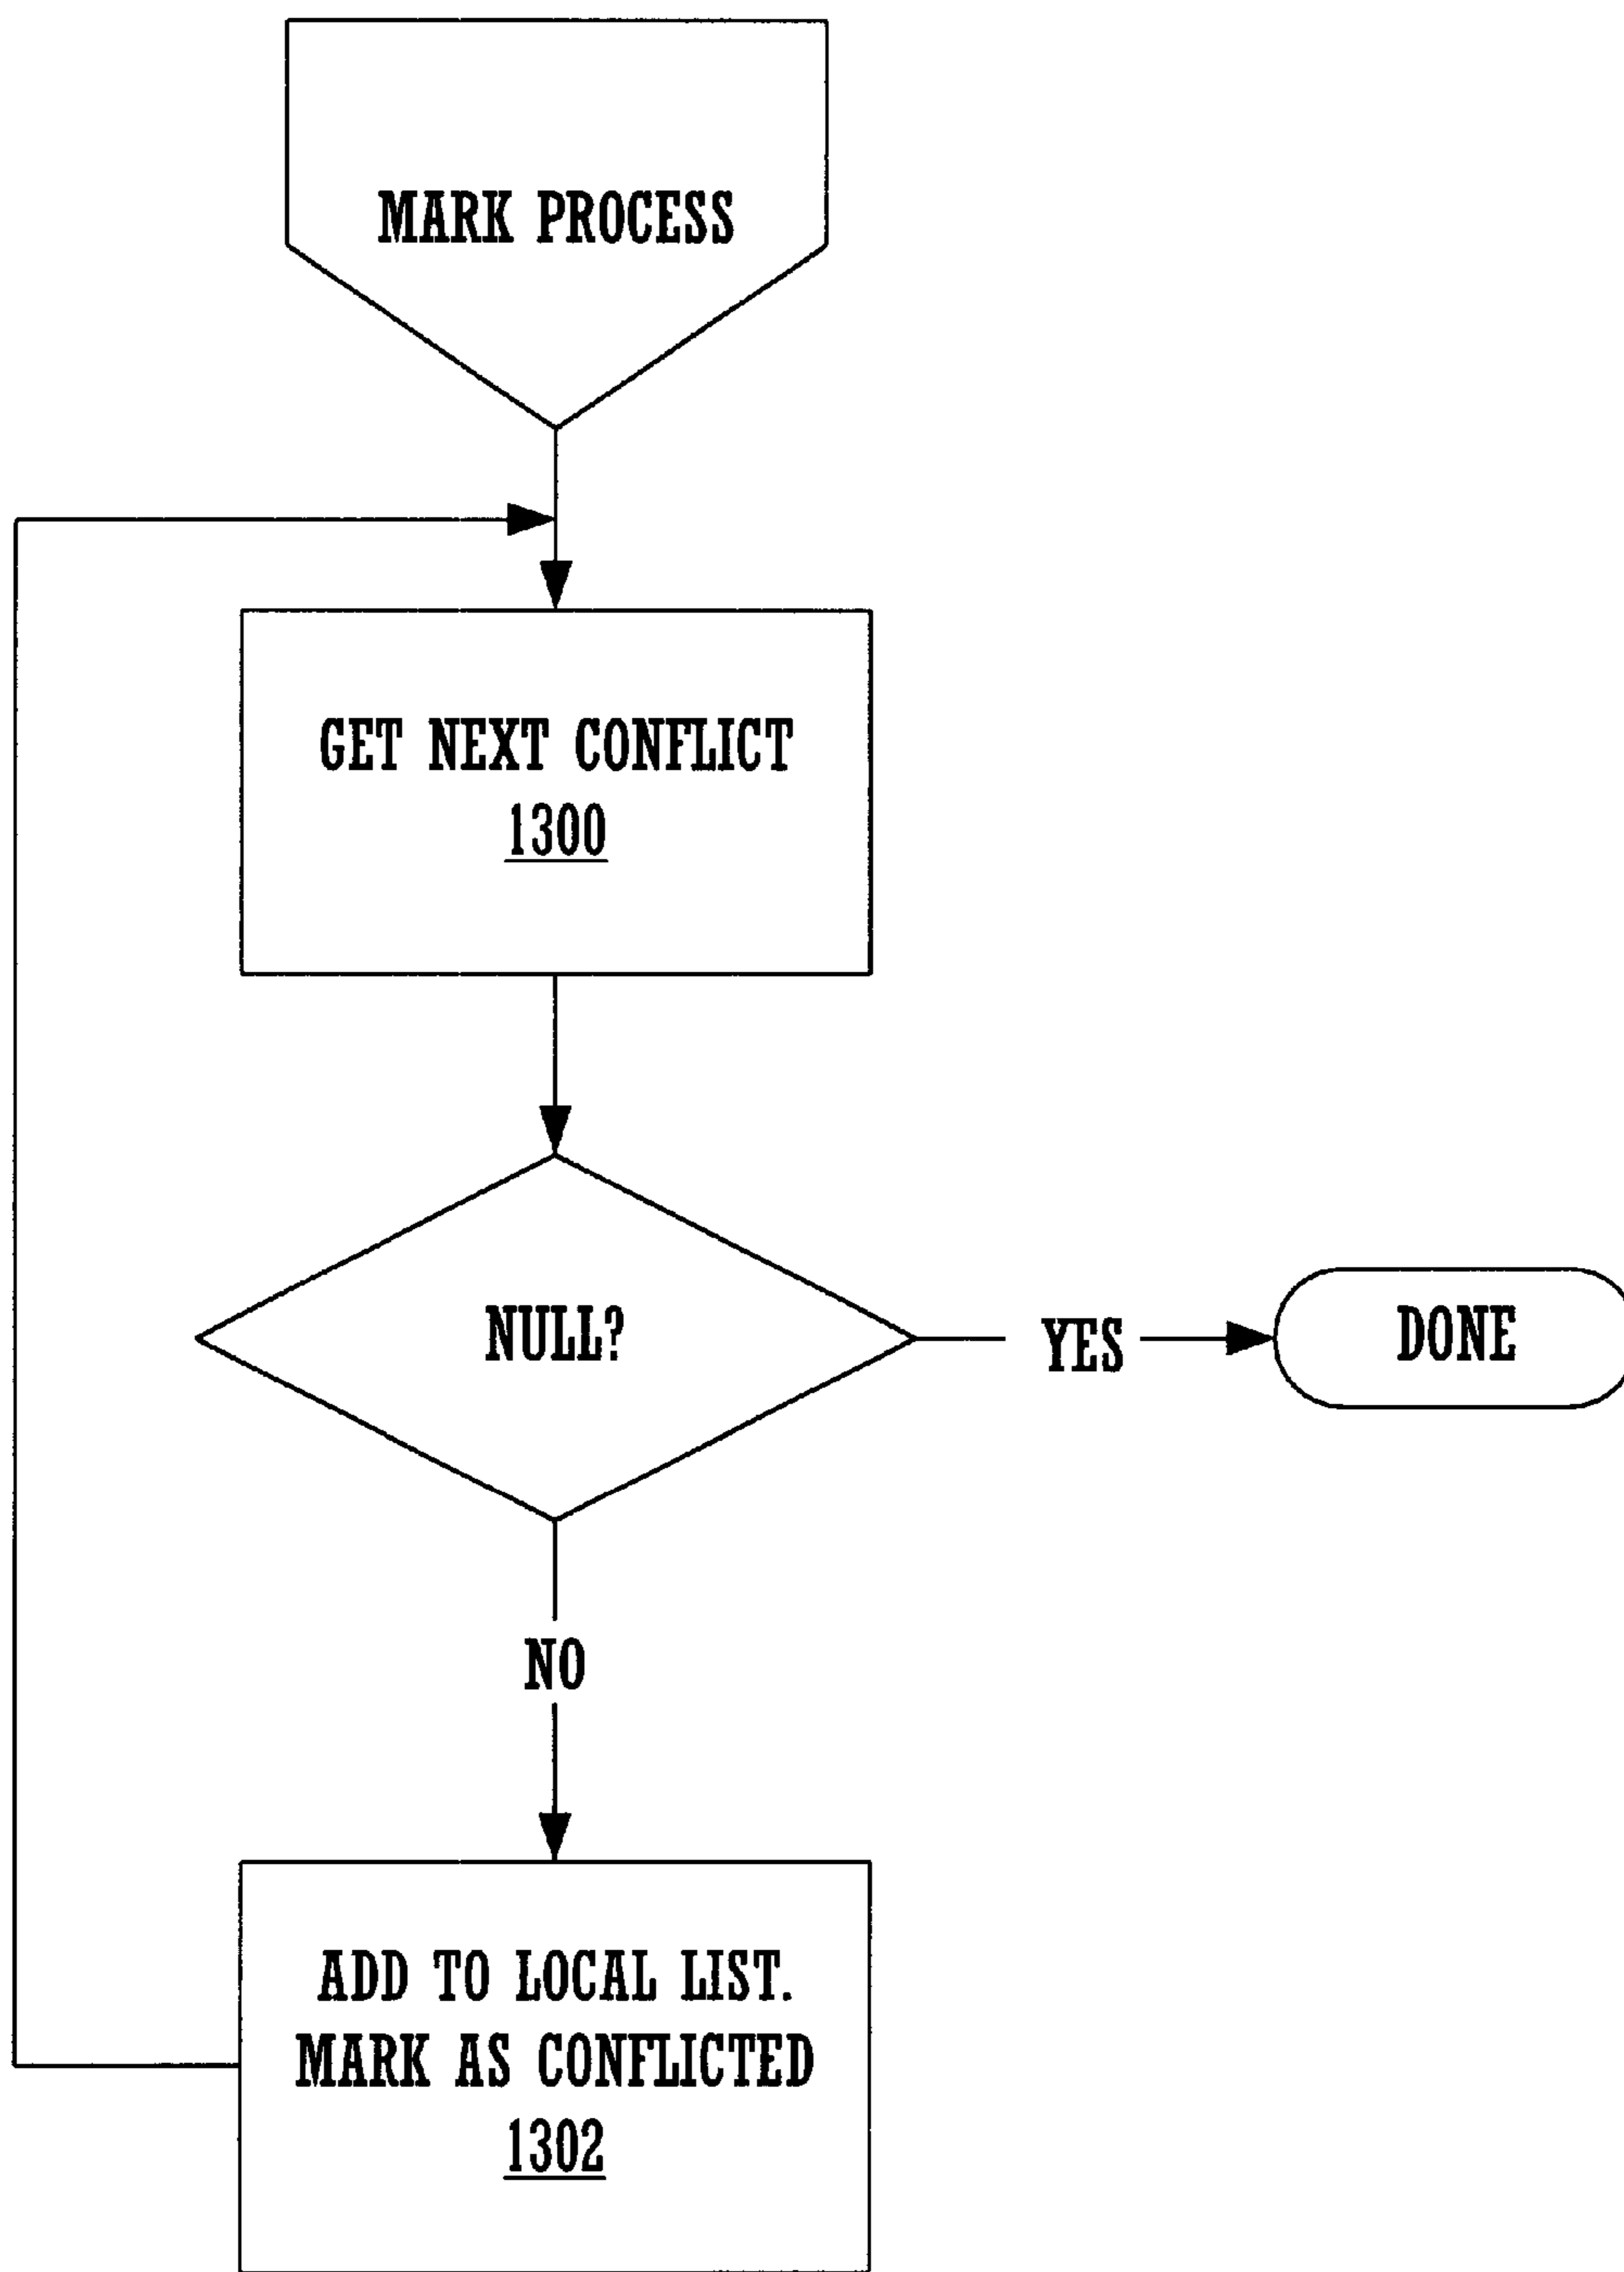 MARK PROCESS
GET NEXT CONFLICT
1300
NULL?
YES
DONE
NO
ADD TO LOCAL LIST.
MARK AS CONFLICTED
1302